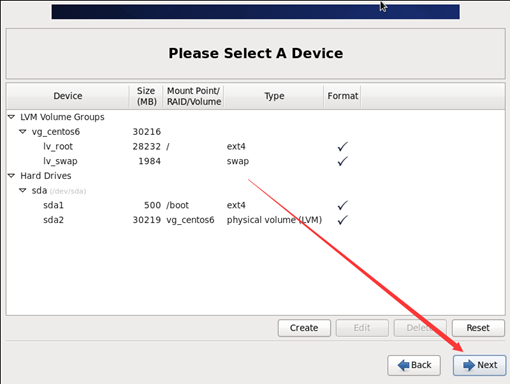 Please Select A Device
Device Size (MB) Mount Point/ RAID/Volume Type Format
LVM Volume Groups
vg_centos6 30216
lv_root 28232 / ext4
lv_swap 1984 swap
Hard Drives
sda (/dev/sda)
sda1 500 /boot ext4
sda2 30219 vg_centos6 physical volume (LVM)
Create Edit Delete Reset
Back Next